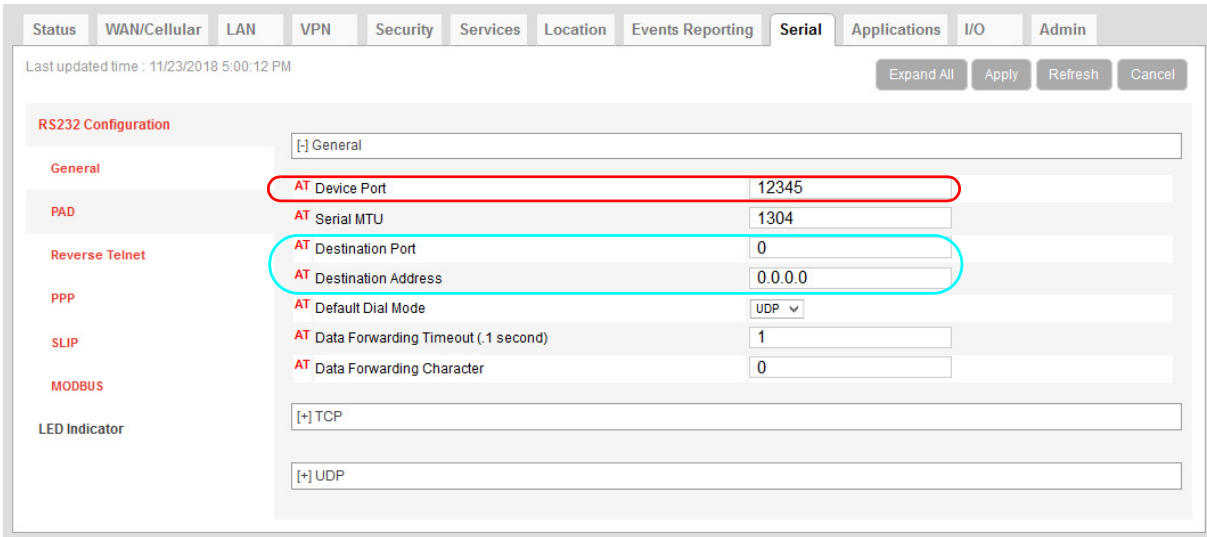 Status WAN/Cellular LAN VPN Security Services Location Events Reporting Serial Applications I/O Admin
Last updated time : 11/23/2018 5:00:12 PM
Expand All Apply Refresh Cancel
RS232 Configuration
General
PAD
Reverse Telnet
PPP
SLIP
MODBUS
LED Indicator
[-] General
AT Device Port 12345
AT Serial MTU 1304
AT Destination Port 0
AT Destination Address 0.0.0.0
AT Default Dial Mode UDP
AT Data Forwarding Timeout (.1 second) 1
AT Data Forwarding Character 0
[+] TCP
[+] UDP